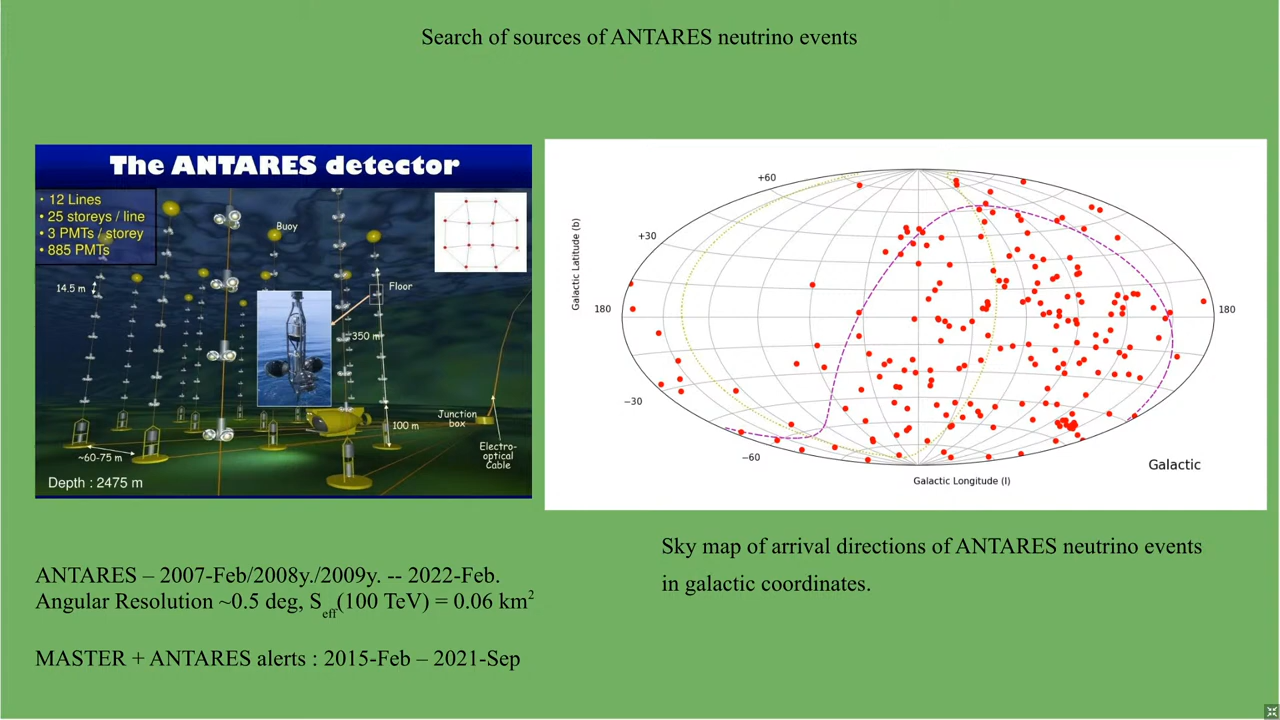 Search of sources of ANTARES neutrino events
The ANTARES detector
• 12 Lines
• 25 storeys / line
• 3 PMTs / storey
• 885 PMTs
Buoy
14.5 m
Floor
~350 m
100 m
Junction
box
~60-75 m
Electro-
optical
Cable
Depth : 2475 m
+60
+30
180
180
−30
−60
Galactic Latitude (b)
Galactic Longitude (l)
Galactic
Sky map of arrival directions of ANTARES neutrino events
in galactic coordinates.
ANTARES – 2007-Feb/2008y./2009y. -- 2022-Feb.
Angular Resolution ~0.5 deg, Seff(100 TeV) = 0.06 km²
MASTER + ANTARES alerts : 2015-Feb – 2021-Sep